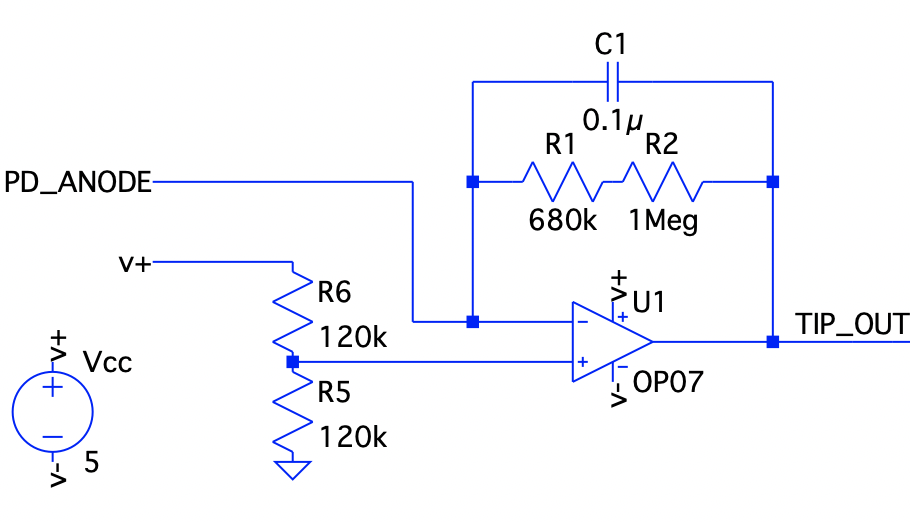 C1
0.1µ
R1 R2
680k 1Meg
PD_ANODE
v+
R6
120k
v+
U1
+
TIP_OUT
−
+
−
OP07
v-
R5
120k
v+
Vcc
+
−
5
v-